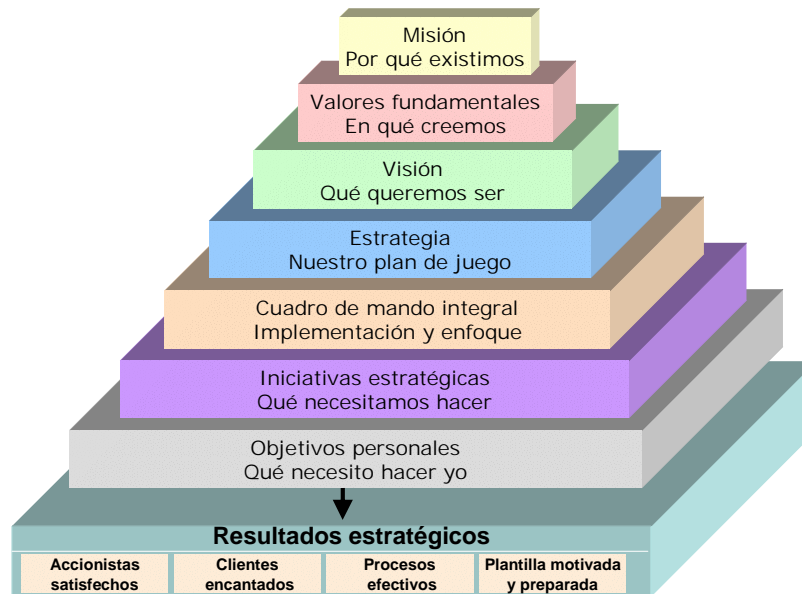 Misión
Por qué existimos
Valores fundamentales
En qué creemos
Visión
Qué queremos ser
Estrategia
Nuestro plan de juego
Cuadro de mando integral
Implementación y enfoque
Iniciativas estratégicas
Qué necesitamos hacer
Objetivos personales
Qué necesito hacer yo
Resultados estratégicos
Accionistas
satisfechos
Clientes
encantados
Procesos
efectivos
Plantilla motivada
y preparada